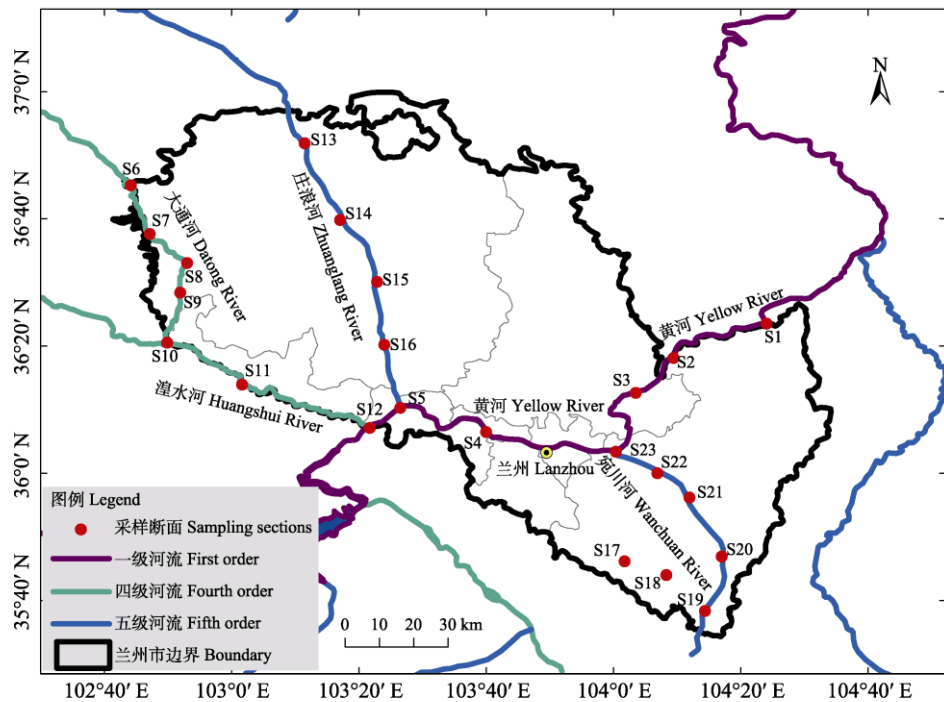 N
37°0′ N
36°40′ N
36°20′ N
36°0′ N
35°40′ N
S13
S6
大通河 Datong River
庄浪河 Zhuanglang River
S14
S7
S8
S15
S9
黄河 Yellow River
S1
S16
S10
S2
S11
S3
湟水河 Huangshui River
S12
S5
黄河 Yellow River
S4
S23
兰州 Lanzhou
宛川河 Wanchuan River
S22
S21
S17
S20
S18
S19
图例 Legend
采样断面 Sampling sections
一级河流 First order
四级河流 Fourth order
五级河流 Fifth order
兰州市边界 Boundary
0 10 20 30 km
102°40′ E
103°0′ E
103°20′ E
103°40′ E
104°0′ E
104°20′ E
104°40′ E